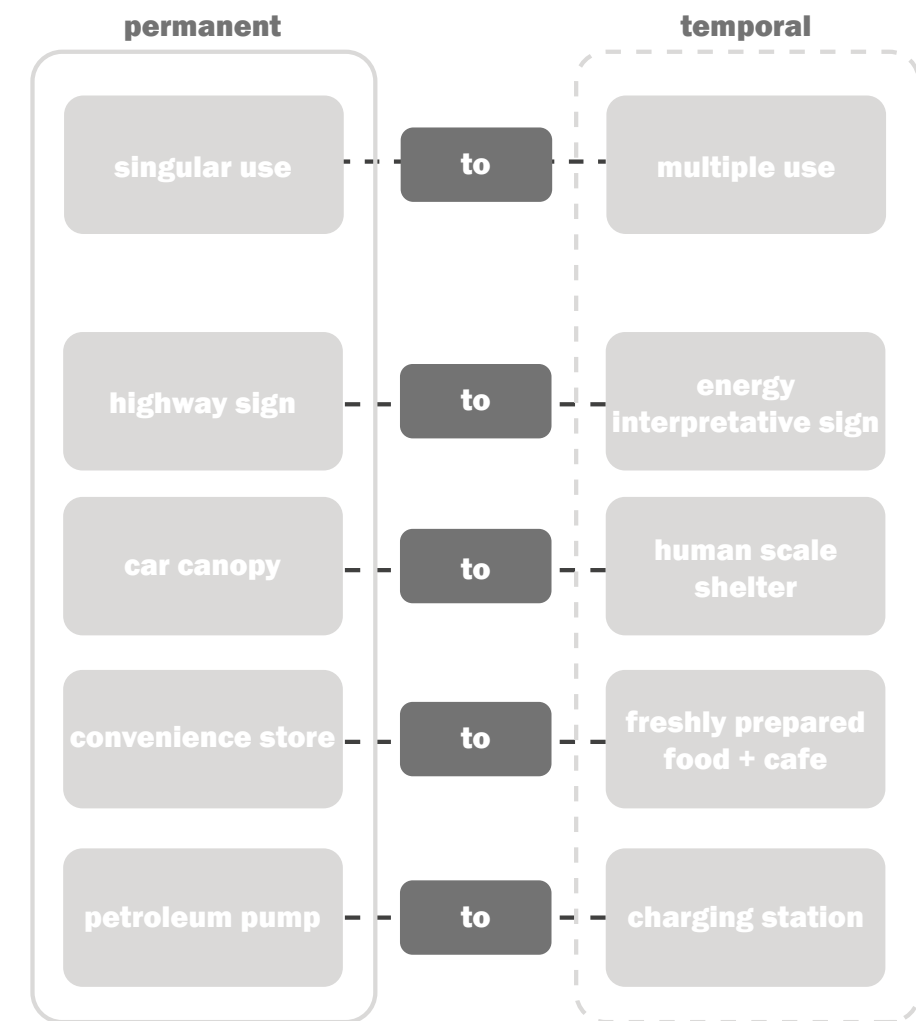 permanent
temporal
singular use
to
multiple use
highway sign
to
energy
interpretative sign
car canopy
to
human scale
shelter
convenience store
to
freshly prepared
food + cafe
petroleum pump
to
charging station